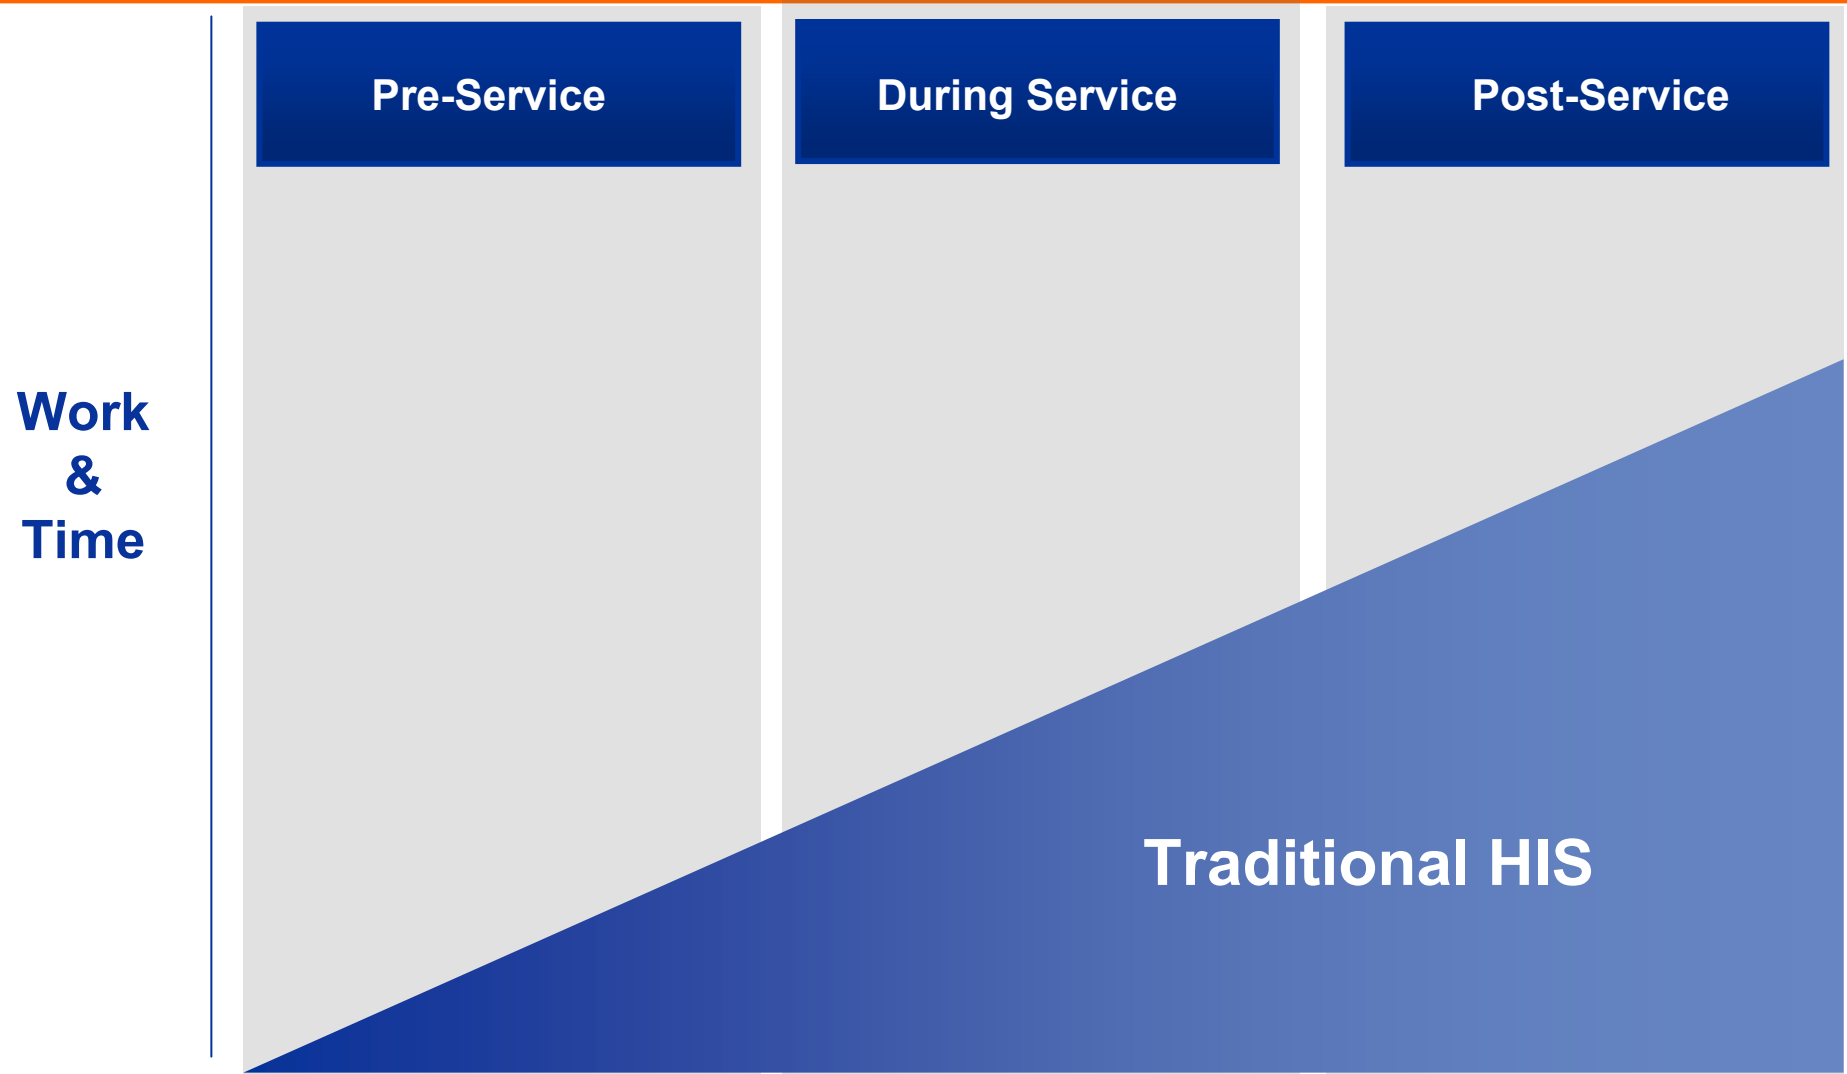 Pre-Service
During Service
Post-Service
Work
&
Time
Traditional HIS